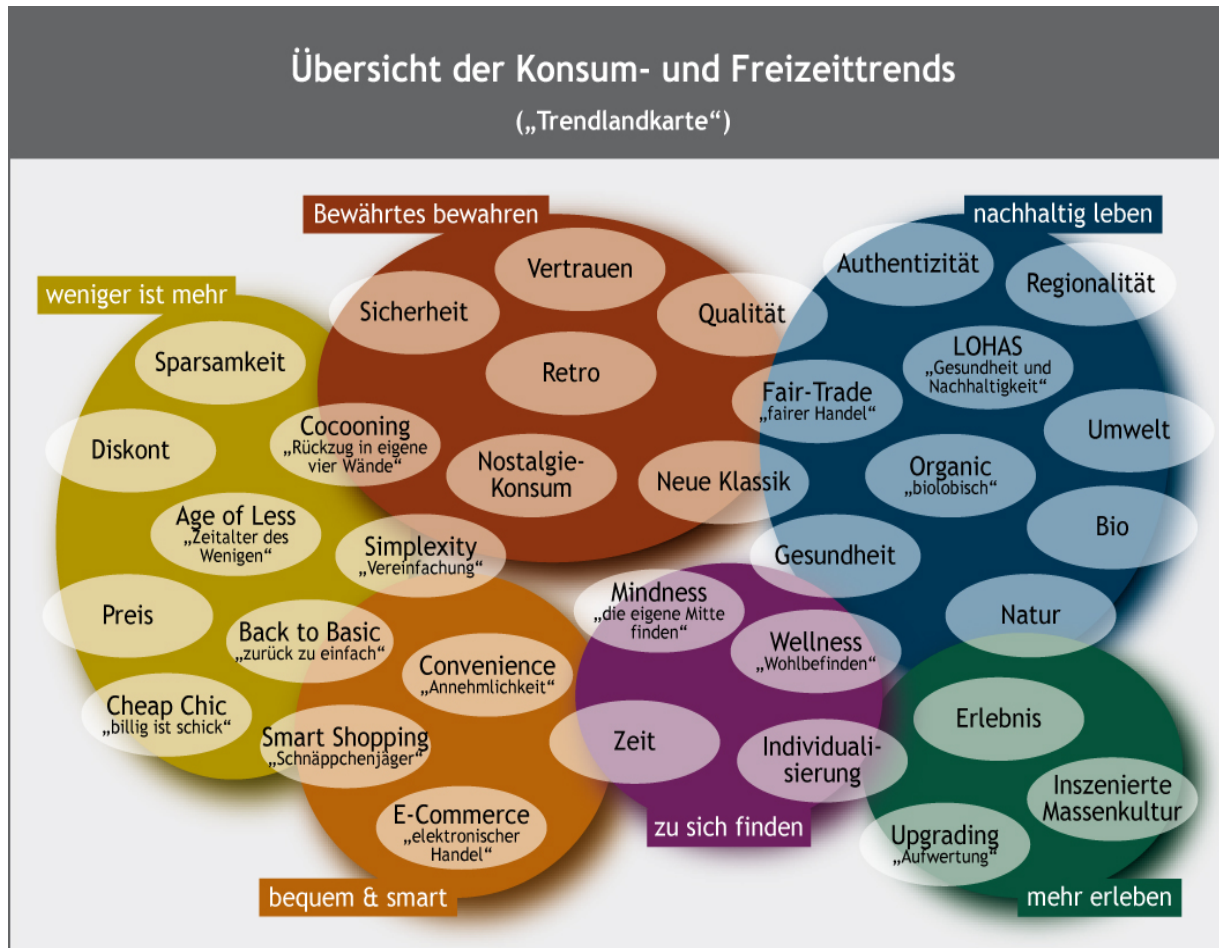 Übersicht der Konsum- und Freizeittrends
(„Trendlandkarte“)
Bewährtes bewahren
nachhaltig leben
weniger ist mehr
Vertrauen
Sicherheit
Qualität
Retro
Cocooning
„Rückzug in eigene
vier Wände“
Nostalgie-
Konsum
Neue Klassik
Authentizität
Regionalität
LOHAS
„Gesundheit und
Nachhaltigkeit“
Fair-Trade
„fairer Handel“
Umwelt
Organic
„biolobisch“
Bio
Gesundheit
Natur
Sparsamkeit
Diskont
Age of Less
„Zeitalter des
Wenigen“
Simplexity
„Vereinfachung“
Preis
Back to Basic
„zurück zu einfach“
Cheap Chic
„billig ist schick“
Smart Shopping
„Schnäppchenjäger“
Convenience
„Annehmlichkeit“
E-Commerce
„elektronischer
Handel“
bequem & smart
Mindness
„die eigene Mitte
finden“
Wellness
„Wohlbefinden“
Zeit
Individuali-
sierung
zu sich finden
Erlebnis
Inszenierte
Massenkultur
Upgrading
„Aufwertung“
mehr erleben